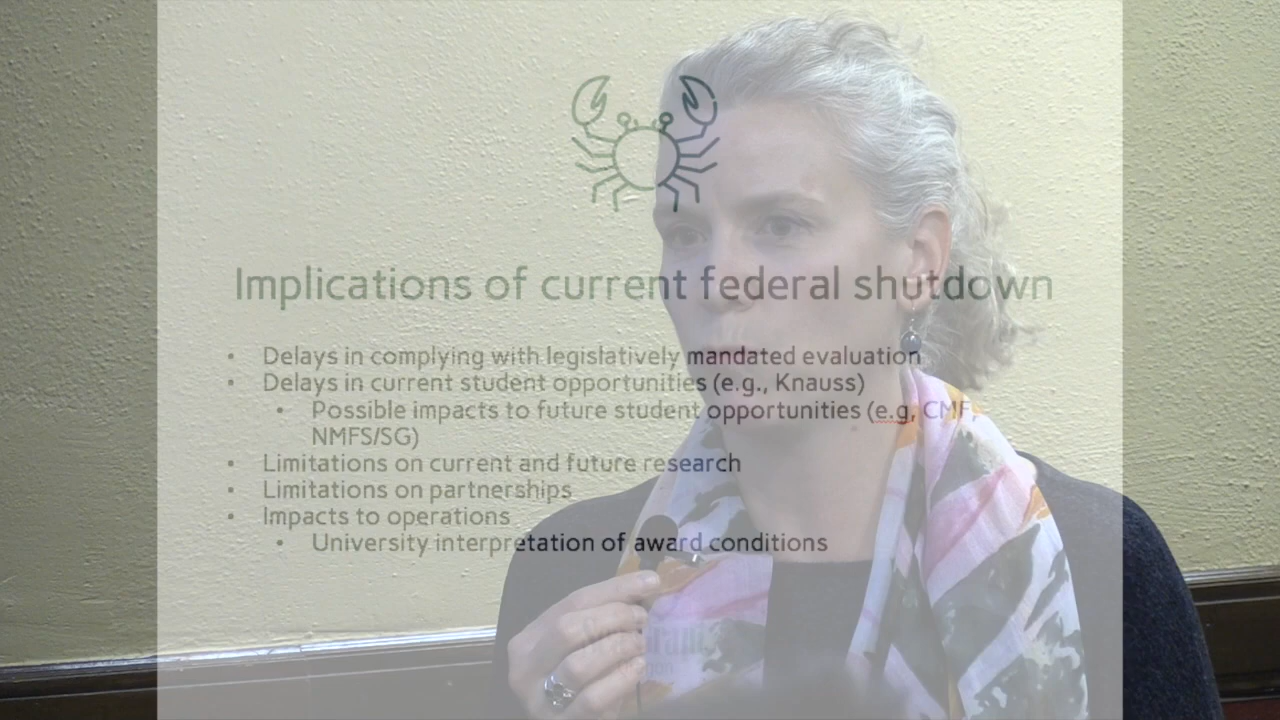 Implications of current federal shutdown
• Delays in complying with legislatively mandated evaluation
• Delays in current student opportunities (e.g., Knauss)
• Possible impacts to future student opportunities (e.g, CMF,
NMFS/SG)
• Limitations on current and future research
• Limitations on partnerships
• Impacts to operations
• University interpretation of award conditions